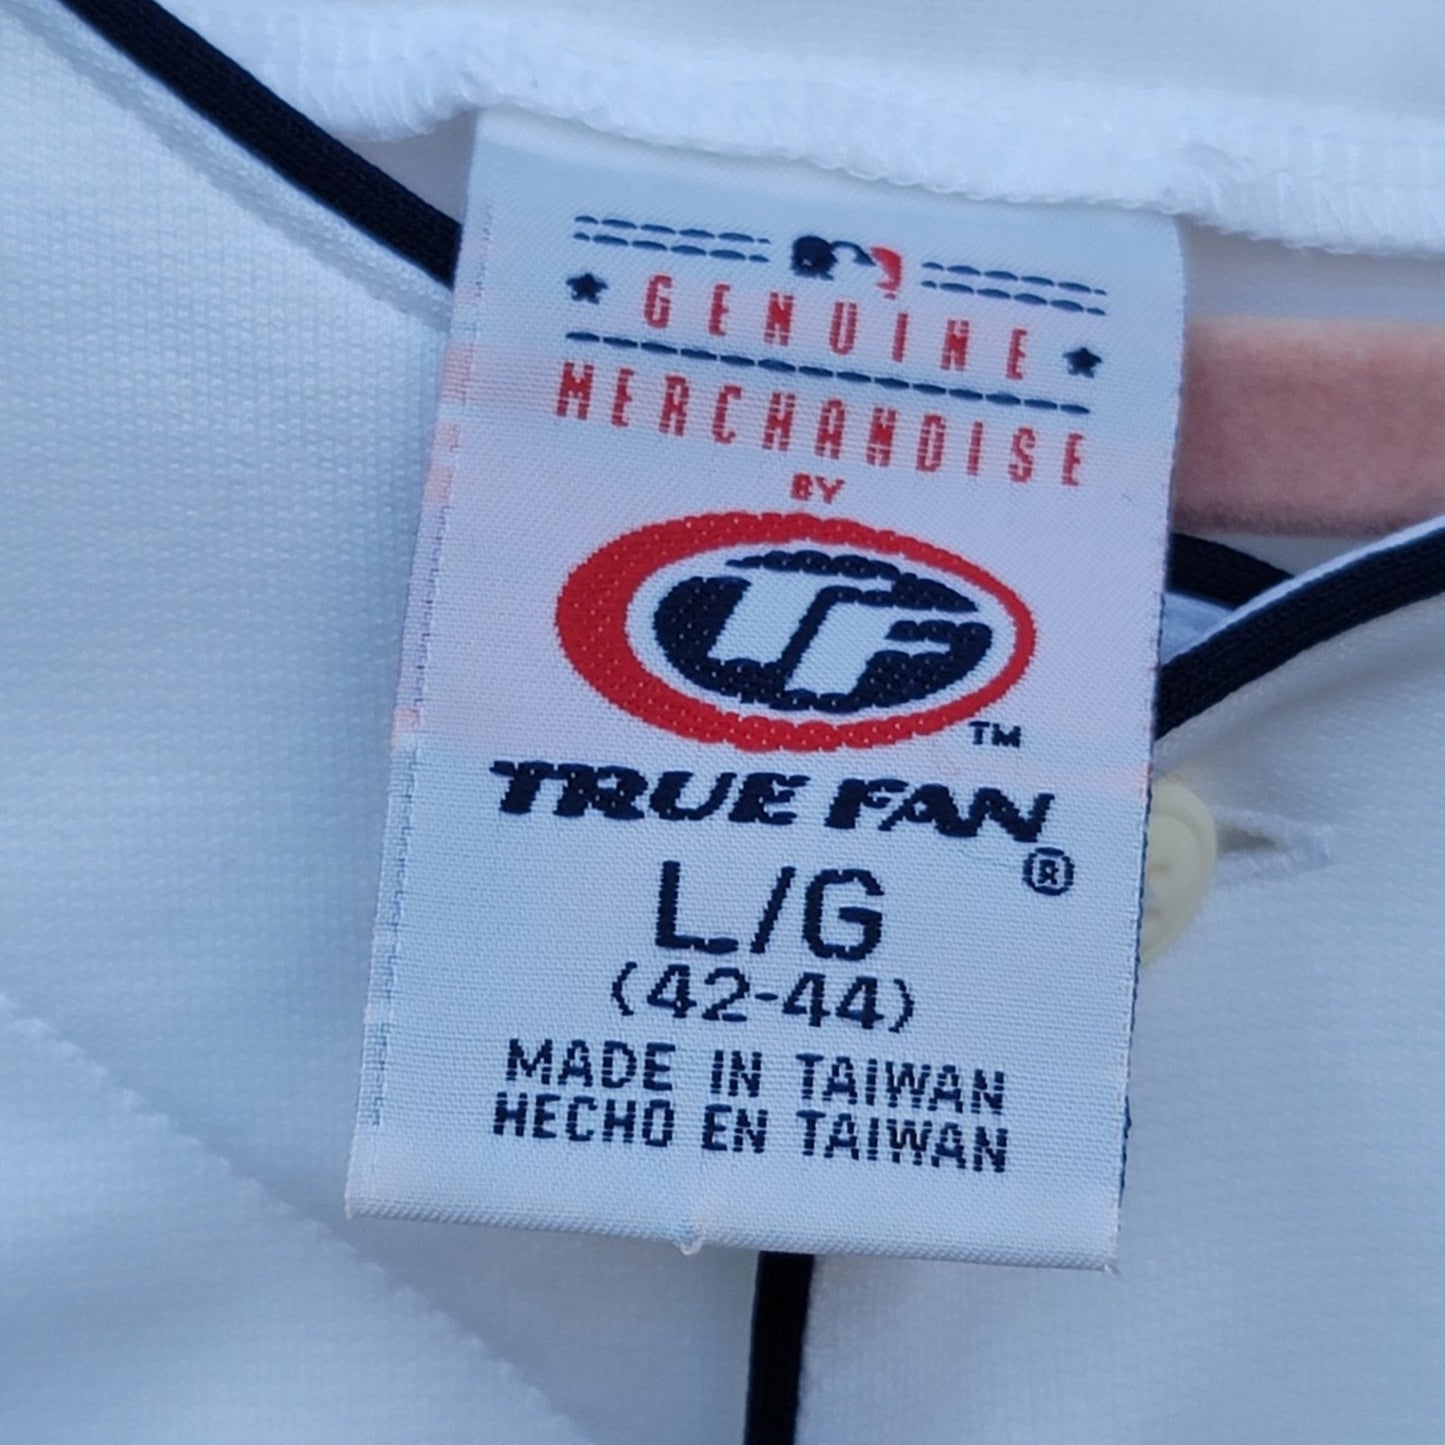 GENUINE
MERCHANDISE
BY
TF
TM
TRUE FAN®
L/G
(42-44)
MADE IN TAIWAN
HECHO EN TAIWAN